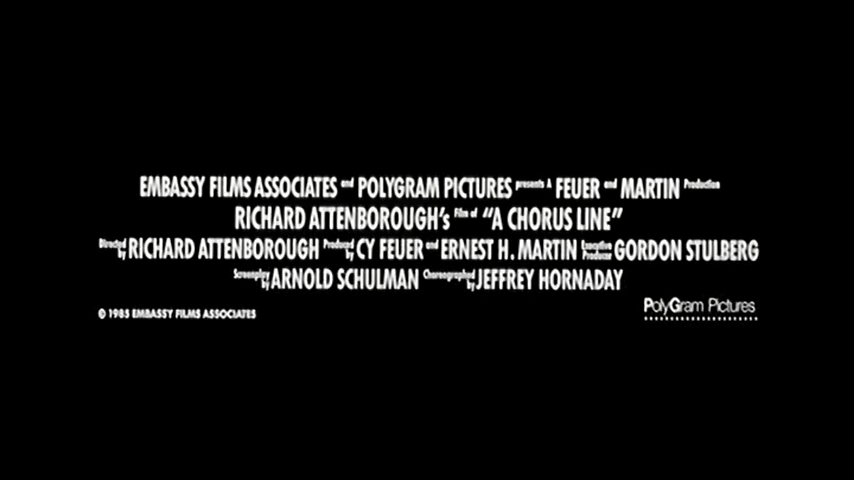 EMBASSY FILMS ASSOCIATES and POLYGRAM PICTURES presents A FEUER and MARTIN Production
RICHARD ATTENBOROUGH's Film of "A CHORUS LINE"
Directed by RICHARD ATTENBOROUGH Produced by CY FEUER and ERNEST H. MARTIN Executive Producer GORDON STULBERG
Screenplay by ARNOLD SCHULMAN Choreographed by JEFFREY HORNADAY
© 1985 EMBASSY FILMS ASSOCIATES
PolyGram Pictures